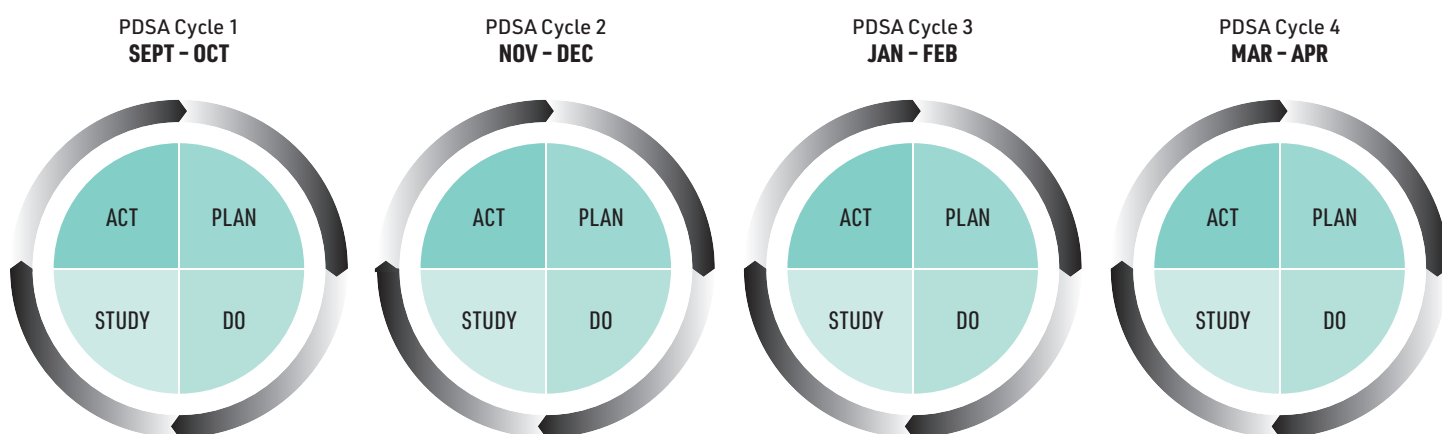 PDSA Cycle 1
SEPT – OCT
ACT
PLAN
STUDY
DO
PDSA Cycle 2
NOV – DEC
ACT
PLAN
STUDY
DO
PDSA Cycle 3
JAN – FEB
ACT
PLAN
STUDY
DO
PDSA Cycle 4
MAR – APR
ACT
PLAN
STUDY
DO